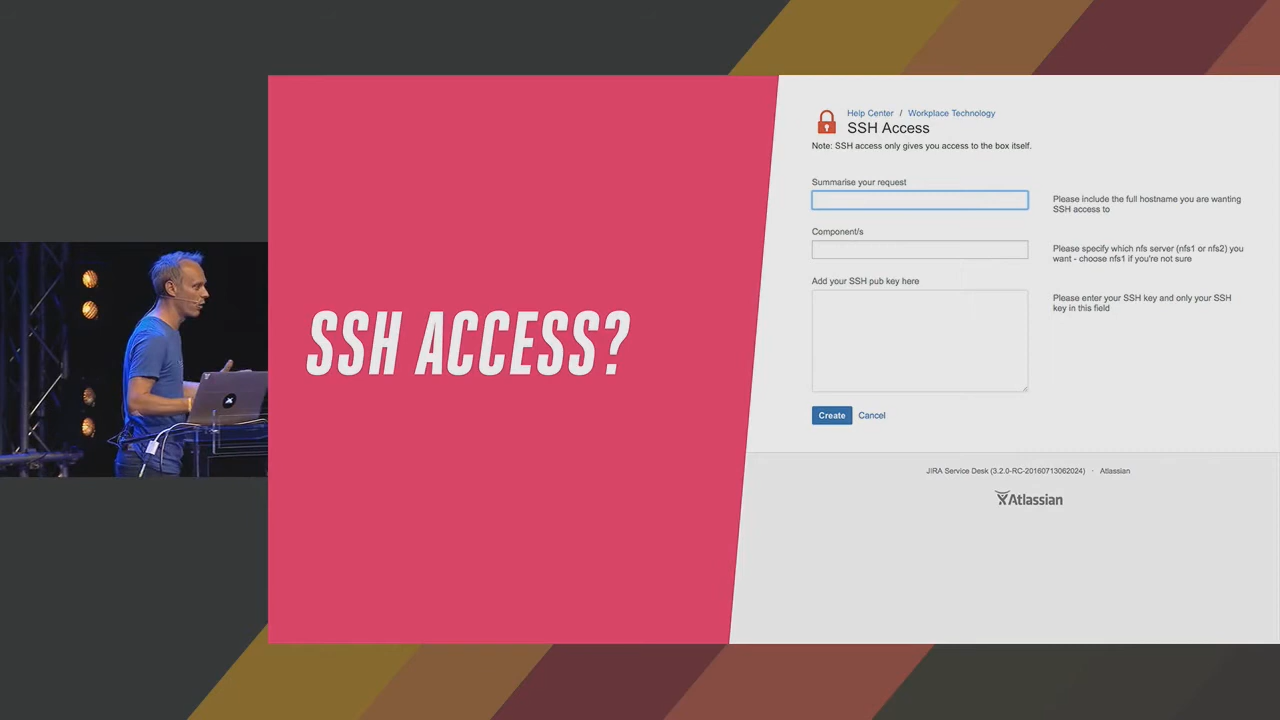 SSH ACCESS?
Help Center / Workplace Technology
SSH Access
Note: SSH access only gives you access to the box itself.
Summarise your request
Please include the full hostname you are wanting
SSH access to
Component/s
Please specify which nfs server (nfs1 or nfs2) you
want - choose nfs1 if you're not sure
Add your SSH pub key here
Please enter your SSH key and only your SSH
key in this field
Create Cancel
JIRA Service Desk (3.2.0-RC-20160713062024) · Atlassian
Atlassian